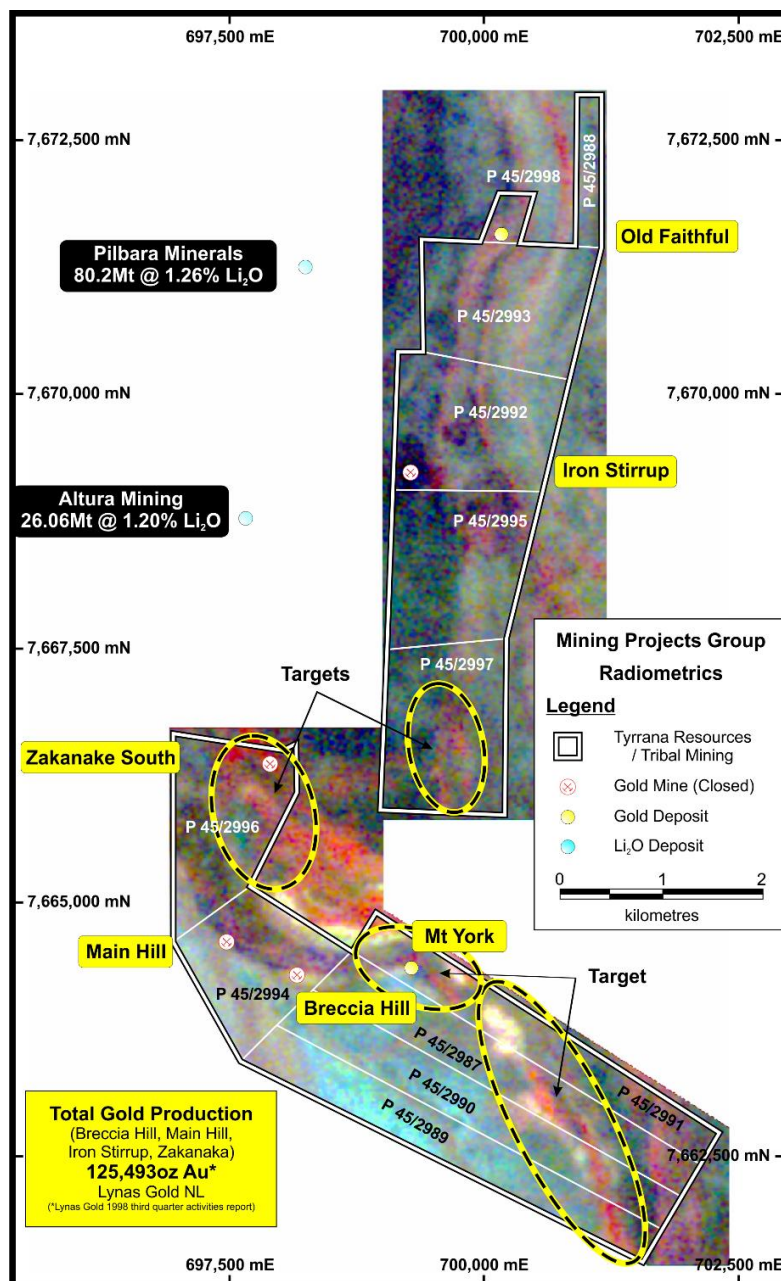 697,500 mE
700,000 mE
702,500 mE
7,672,500 mN
7,672,500 mN
P 45/2998
P 45/2988
Old Faithful
Pilbara Minerals
80.2Mt @ 1.26% Li₂O
P 45/2993
7,670,000 mN
7,670,000 mN
P 45/2992
Iron Stirrup
Altura Mining
26.06Mt @ 1.20% Li₂O
P 45/2995
7,667,500 mN
P 45/2997
Targets
Mining Projects Group
Radiometrics
Legend
Tyrrana Resources
/ Tribal Mining
Gold Mine (Closed)
Gold Deposit
Li₂O Deposit
0 1 2
kilometres
Zakanake South
P 45/2996
7,665,000 mN
Main Hill
Mt York
P 45/2994
Breccia Hill
Target
P 45/2987
P 45/2990
P 45/2989
P 45/2991
Total Gold Production
(Breccia Hill, Main Hill,
Iron Stirrup, Zakanaka)
125,493oz Au*
Lynas Gold NL
(*Lynas Gold 1998 third quarter activities report)
7,662,500 mN
697,500 mE
700,000 mE
702,500 mE